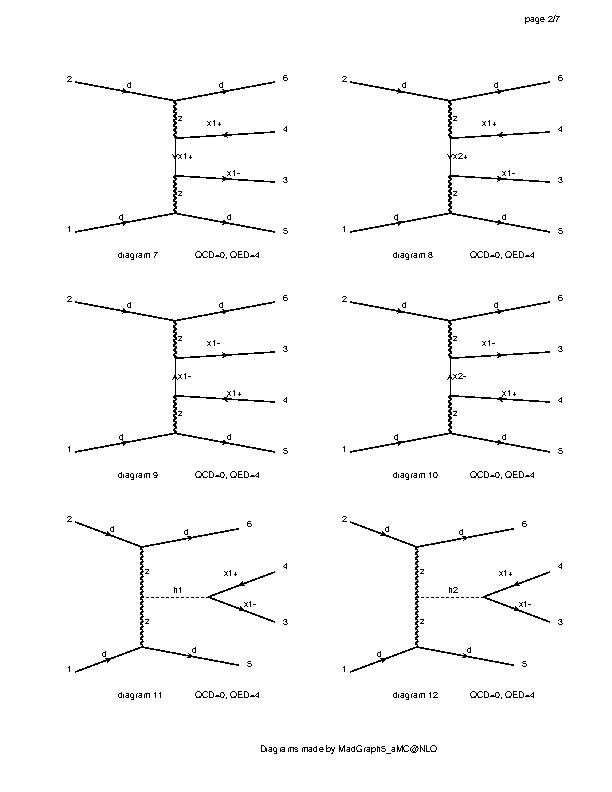 page 2/7
2 d d 6
z x1+ 4
x1+
x1- 3
z
1 d d 5
diagram 7 QCD=0, QED=4
2 d d 6
z x1+ 4
x2+
x1- 3
z
1 d d 5
diagram 8 QCD=0, QED=4
2 d d 6
z x1- 3
x1-
x1+ 4
z
1 d d 5
diagram 9 QCD=0, QED=4
2 d d 6
z x1- 3
x2-
x1+ 4
z
1 d d 5
diagram 10 QCD=0, QED=4
2 d d 6
z x1+ 4
h1
x1- 3
z
1 d d 5
diagram 11 QCD=0, QED=4
2 d d 6
z x1+ 4
h2
x1- 3
z
1 d d 5
diagram 12 QCD=0, QED=4
Diagrams made by MadGraph5_aMC@NLO